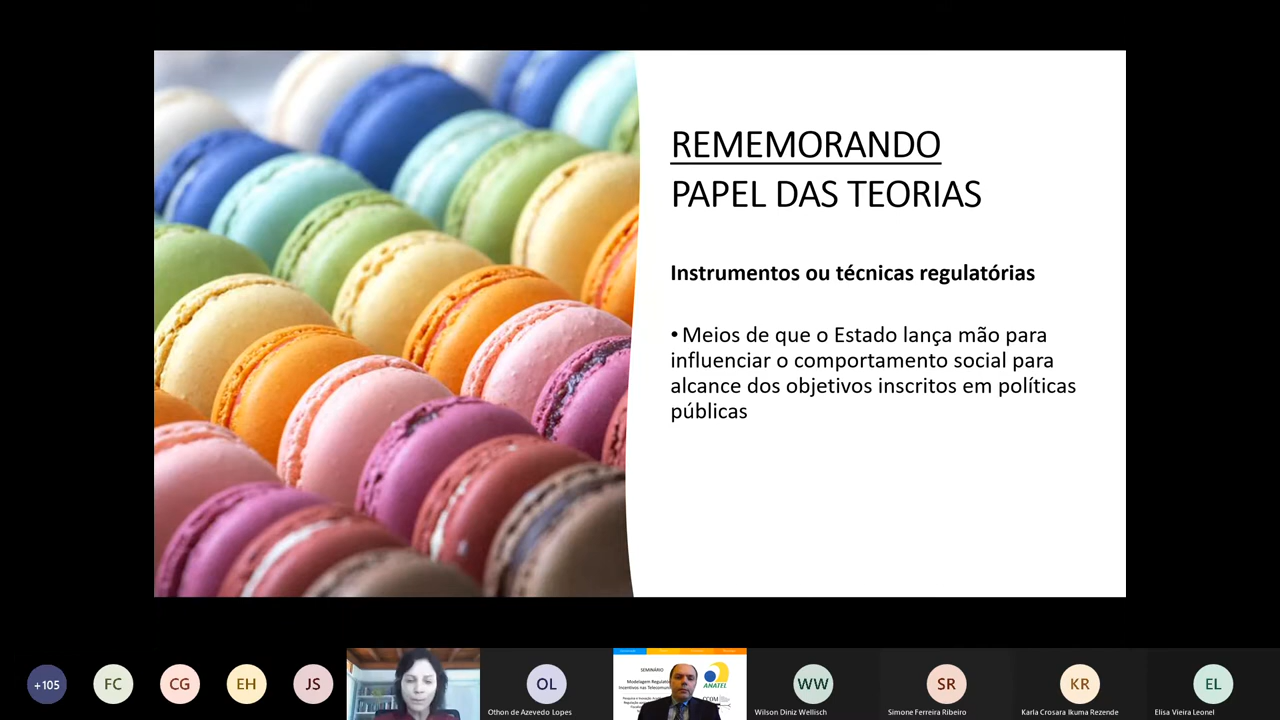 REMEMORANDO
PAPEL DAS TEORIAS
Instrumentos ou técnicas regulatórias
• Meios de que o Estado lança mão para
influenciar o comportamento social para
alcance dos objetivos inscritos em políticas
públicas
+105
FC
CG
EH
JS
OL
Othon de Azevedo Lopes
SEMINÁRIO
ANATEL
WW
Wilson Diniz Wellisch
SR
Simone Ferreira Ribeiro
KR
Karla Crosara Ikuma Rezende
EL
Elisa Vieira Leonel